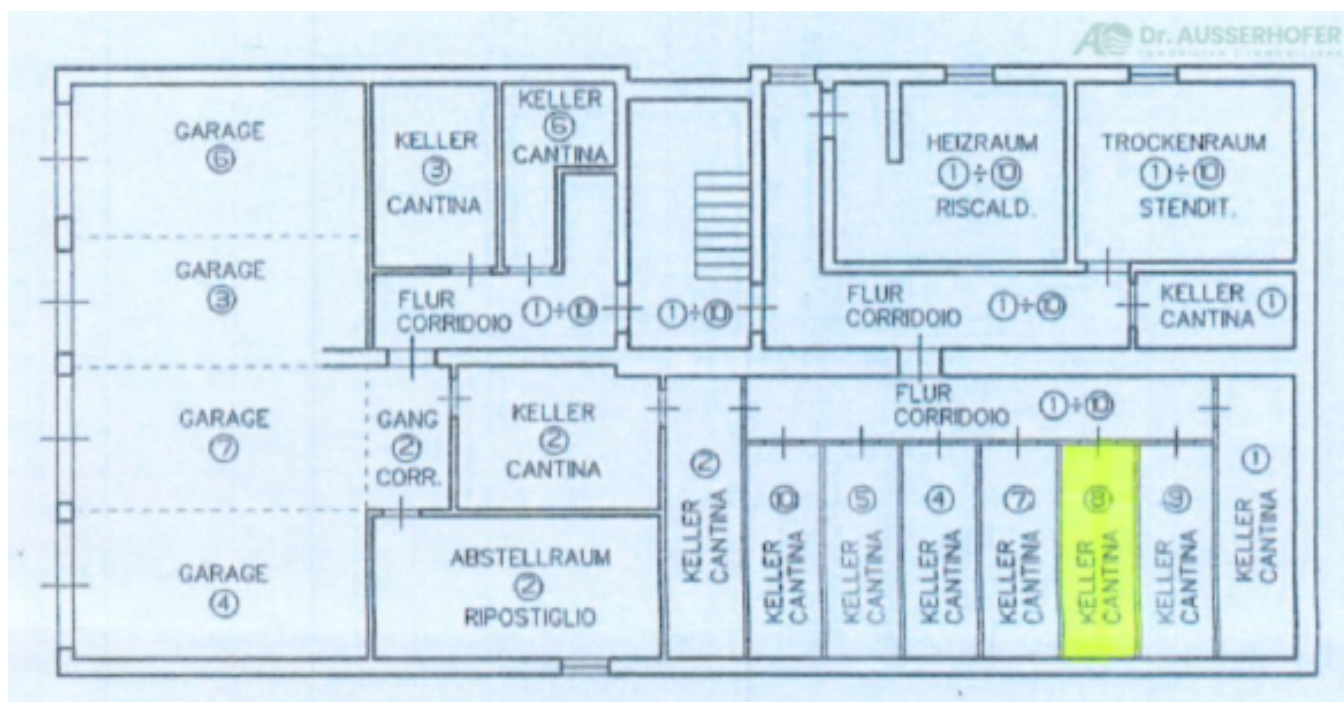 Dr. AUSSERHOFER
IMMOBILIEN | IMMOBILIARE
GARAGE
⑥
KELLER
③
CANTINA
KELLER
⑥
CANTINA
HEIZRAUM
①÷⑩
RISCALD.
TROCKENRAUM
①÷⑩
STENDIT.
GARAGE
③
FLUR
CORRIDOIO ①÷⑩
①÷⑩
FLUR
CORRIDOIO ①÷⑩
KELLER
CANTINA ①
GARAGE
⑦
GANG
②
CORR.
KELLER
②
CANTINA
FLUR
CORRIDOIO ①÷⑩
GARAGE
④
ABSTELLRAUM
②
RIPOSTIGLIO
KELLER
CANTINA ②
KELLER
CANTINA ⑩
KELLER
CANTINA ⑤
KELLER
CANTINA ④
KELLER
CANTINA ⑦
KELLER
CANTINA ⑧
KELLER
CANTINA ⑨
KELLER
CANTINA ①